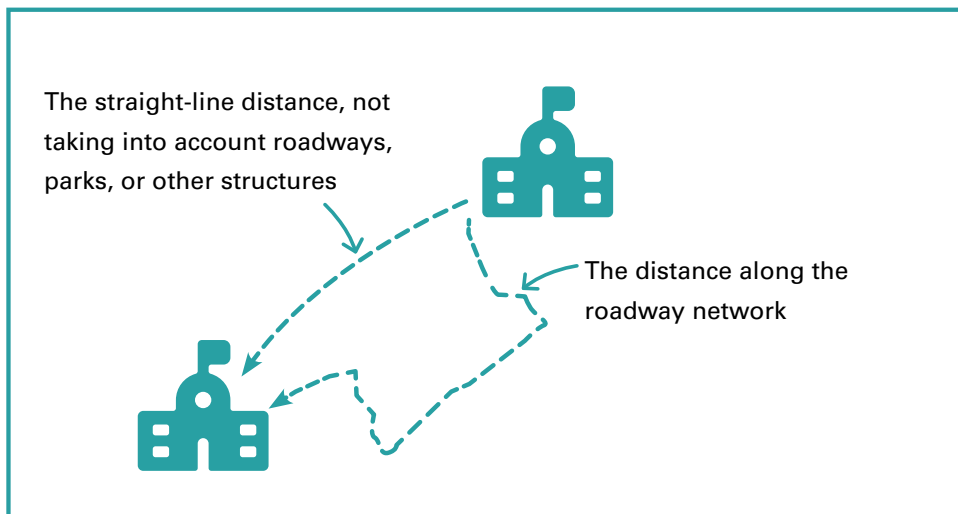 The straight-line distance, not
taking into account roadways,
parks, or other structures
The distance along the
roadway network